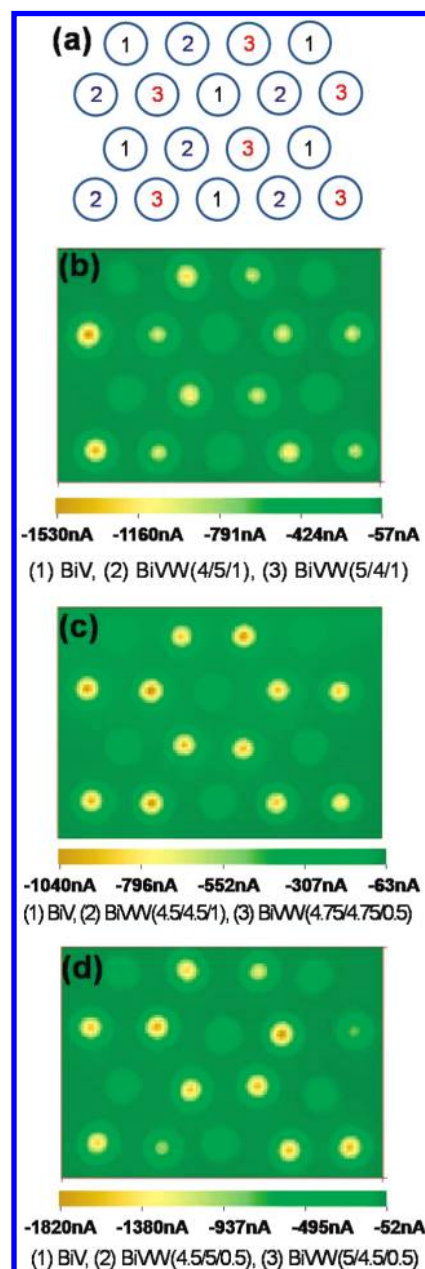 (a)
1 2 3 1
2 3 1 2 3
1 2 3 1
2 3 1 2 3
(b)
-1530nA -1160nA -791nA -424nA -57nA
(1) BiV, (2) BiVW(4/5/1), (3) BiVW(5/4/1)
(c)
-1040nA -796nA -552nA -307nA -63nA
(1) BiV, (2) BiVW(4.5/4.5/1), (3) BiVW(4.75/4.75/0.5)
(d)
-1820nA -1380nA -937nA -495nA -52nA
(1) BiV, (2) BiVW(4.5/5/0.5), (3) BiVW(5/4.5/0.5)